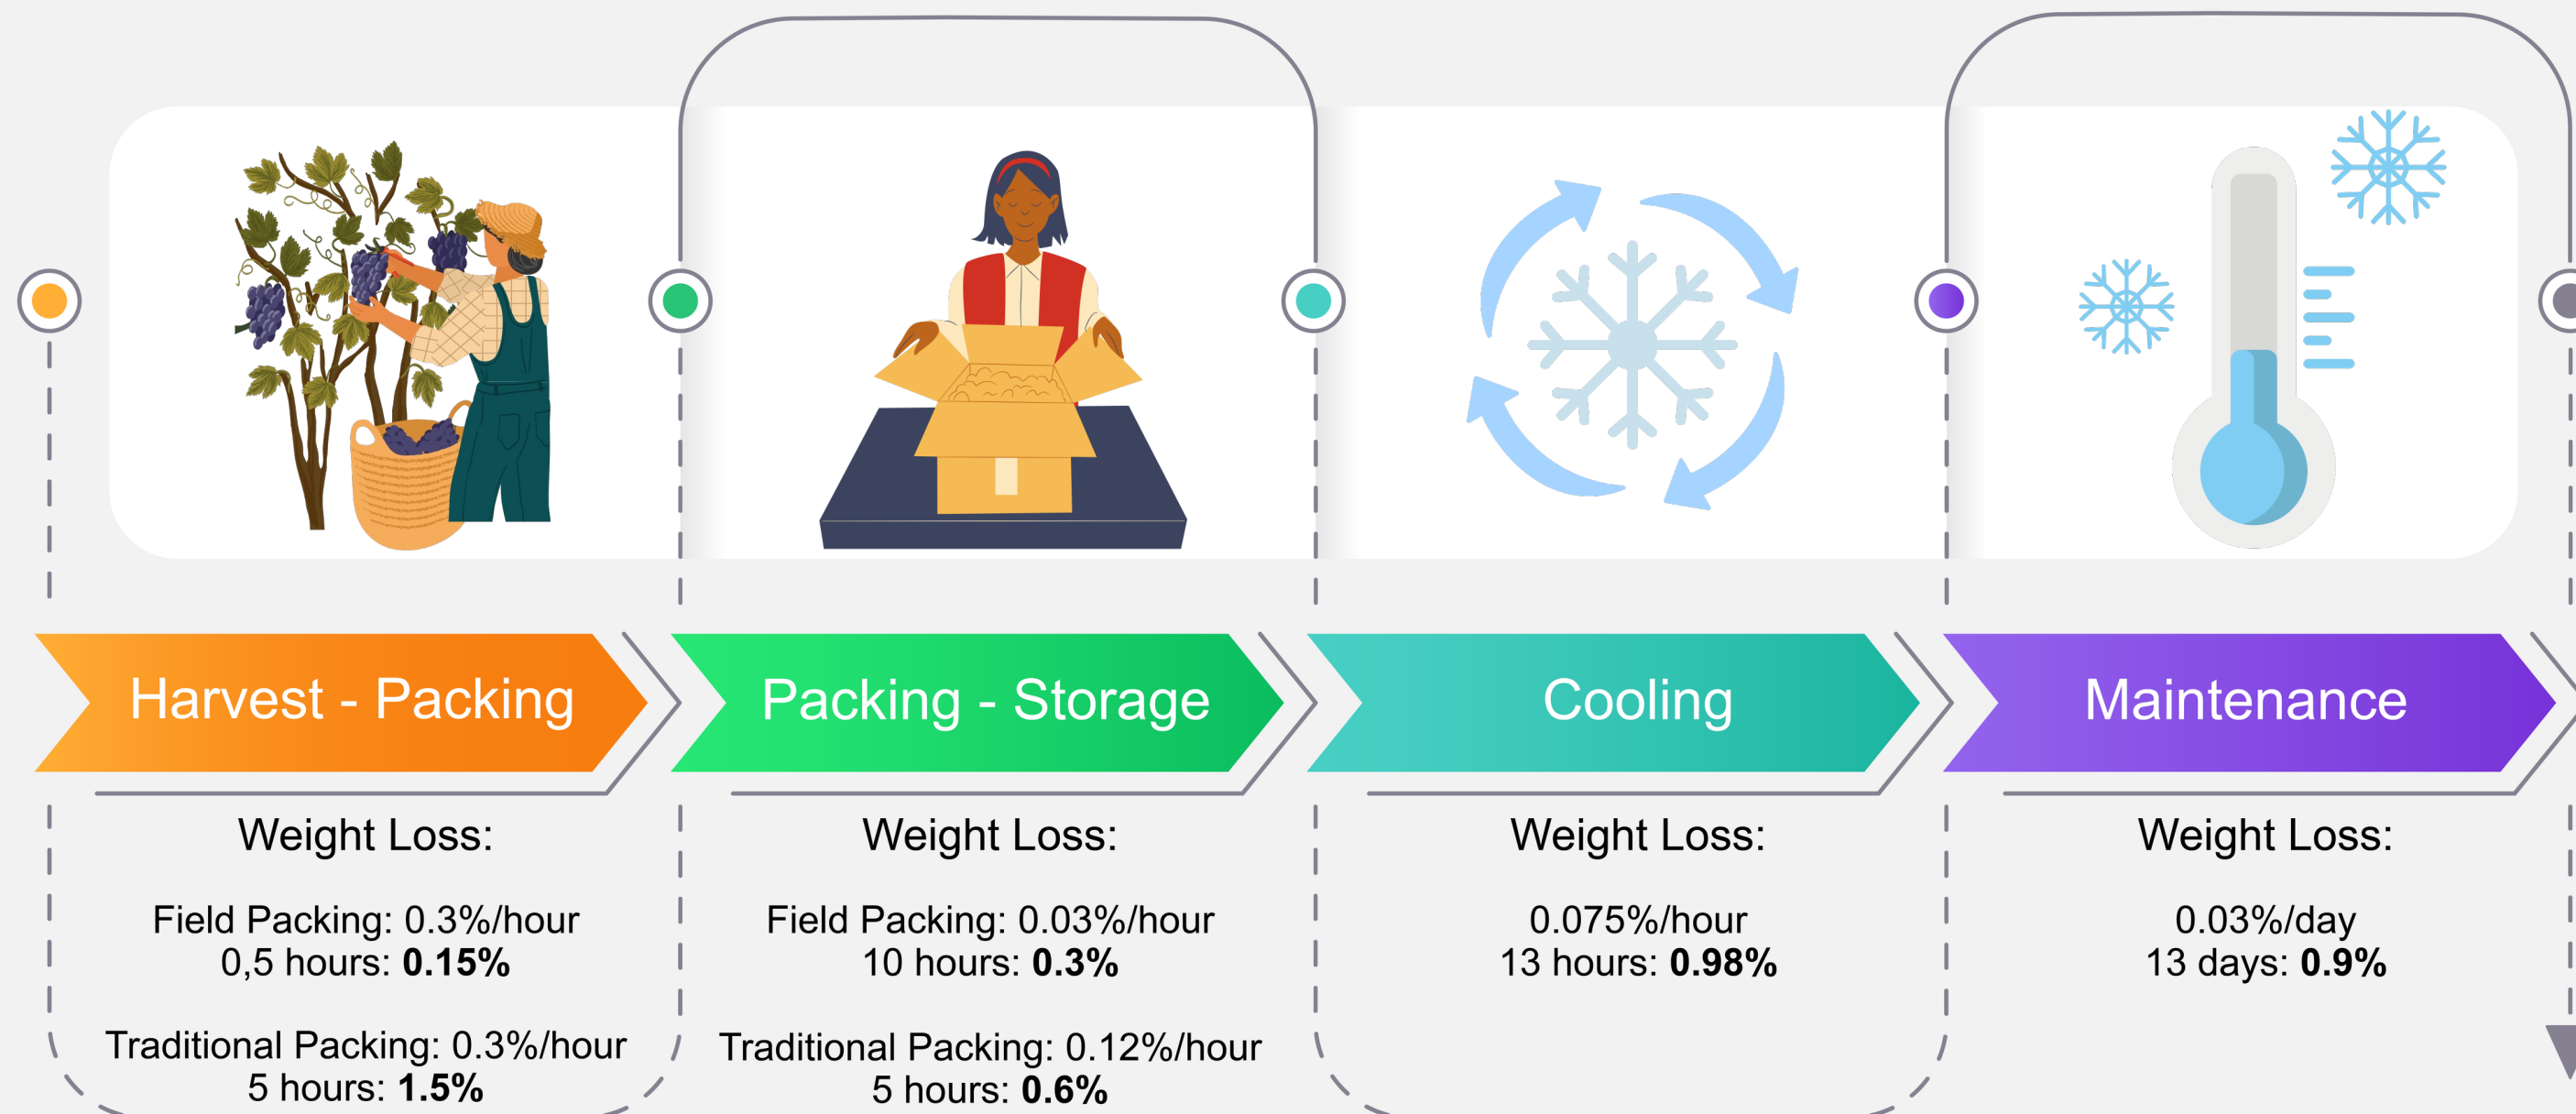 Harvest - Packing
Weight Loss:
Field Packing: 0.3%/hour
0,5 hours: 0.15%
Traditional Packing: 0.3%/hour
5 hours: 1.5%
Packing - Storage
Weight Loss:
Field Packing: 0.03%/hour
10 hours: 0.3%
Traditional Packing: 0.12%/hour
5 hours: 0.6%
Cooling
Weight Loss:
0.075%/hour
13 hours: 0.98%
Maintenance
Weight Loss:
0.03%/day
13 days: 0.9%